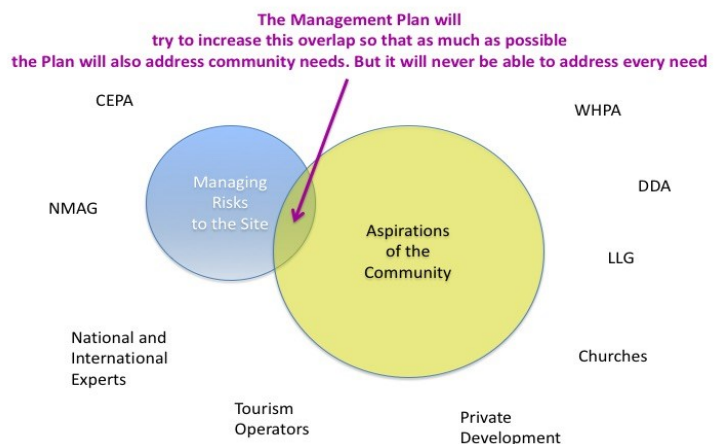 The Management Plan will
try to increase this overlap so that as much as possible
the Plan will also address community needs. But it will never be able to address every need
CEPA
WHPA
Managing
Risks
to the Site
DDA
NMAG
Aspirations
of the
Community
LLG
National and
International
Experts
Churches
Tourism
Operators
Private
Development